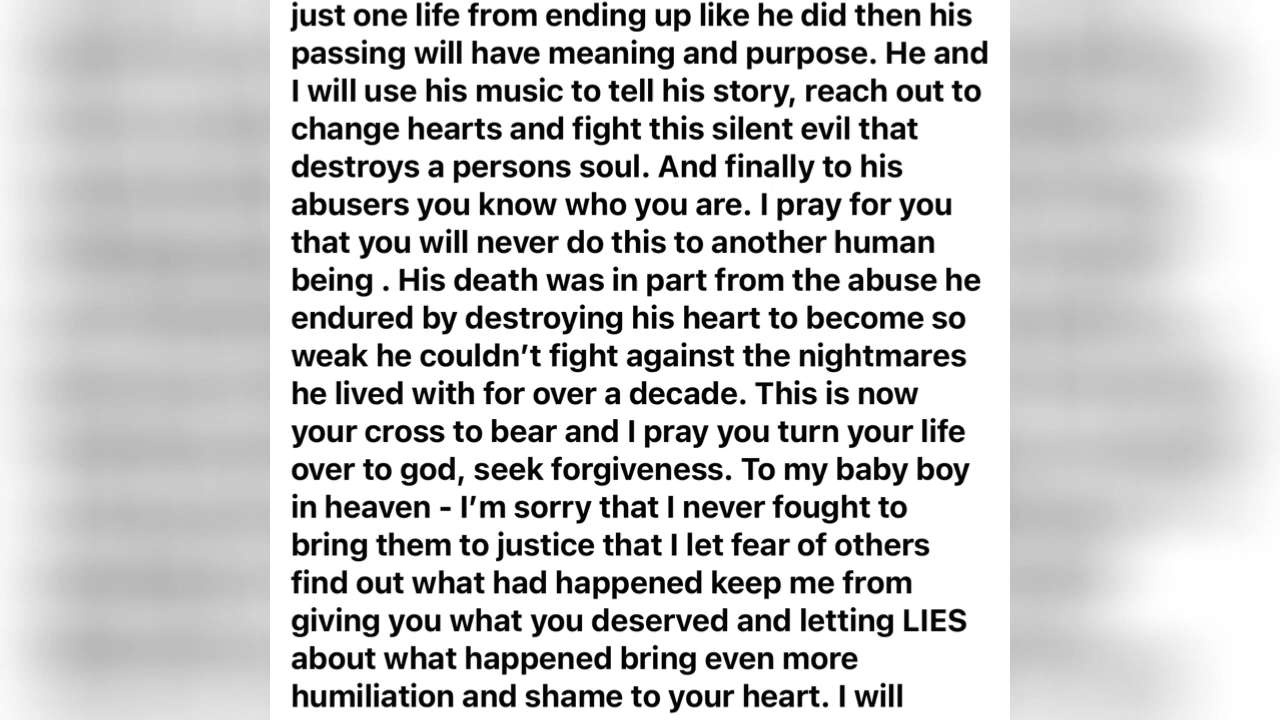 just one life from ending up like he did then his
passing will have meaning and purpose. He and
I will use his music to tell his story, reach out to
change hearts and fight this silent evil that
destroys a persons soul. And finally to his
abusers you know who you are. I pray for you
that you will never do this to another human
being . His death was in part from the abuse he
endured by destroying his heart to become so
weak he couldn’t fight against the nightmares
he lived with for over a decade. This is now
your cross to bear and I pray you turn your life
over to god, seek forgiveness. To my baby boy
in heaven - I’m sorry that I never fought to
bring them to justice that I let fear of others
find out what had happened keep me from
giving you what you deserved and letting LIES
about what happened bring even more
humiliation and shame to your heart. I will